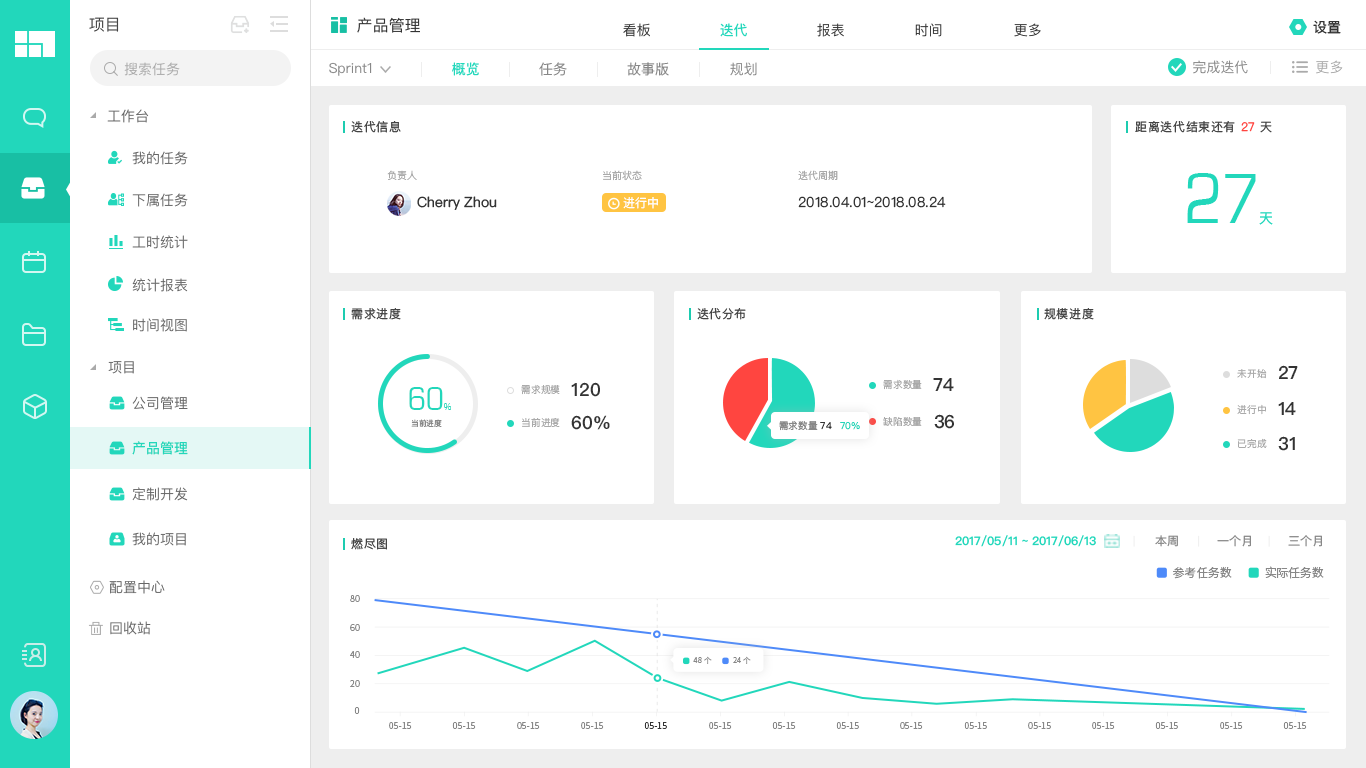 项目
搜索任务
工作台
我的任务
下属任务
工时统计
统计报表
时间视图
项目
公司管理
产品管理
定制开发
我的项目
配置中心
回收站
产品管理
看板
迭代
报表
时间
更多
设置
Sprint1
概览
任务
故事版
规划
完成迭代
更多
迭代信息
负责人
Cherry Zhou
当前状态
进行中
迭代周期
2018.04.01~2018.08.24
距离迭代结束还有 27 天
27 天
需求进度
60%
当前进度
需求规模 120
当前进度 60%
迭代分布
需求数量 74 70%
需求数量 74
缺陷数量 36
规模进度
未开始 27
进行中 14
已完成 31
燃尽图
2017/05/11 ~ 2017/06/13
本周
一个月
三个月
参考任务数
实际任务数
80
60
40
20
0
48 个 24 个
05-15 05-15 05-15 05-15 05-15 05-15 05-15 05-15 05-15 05-15 05-15 05-15 05-15 05-15 05-15